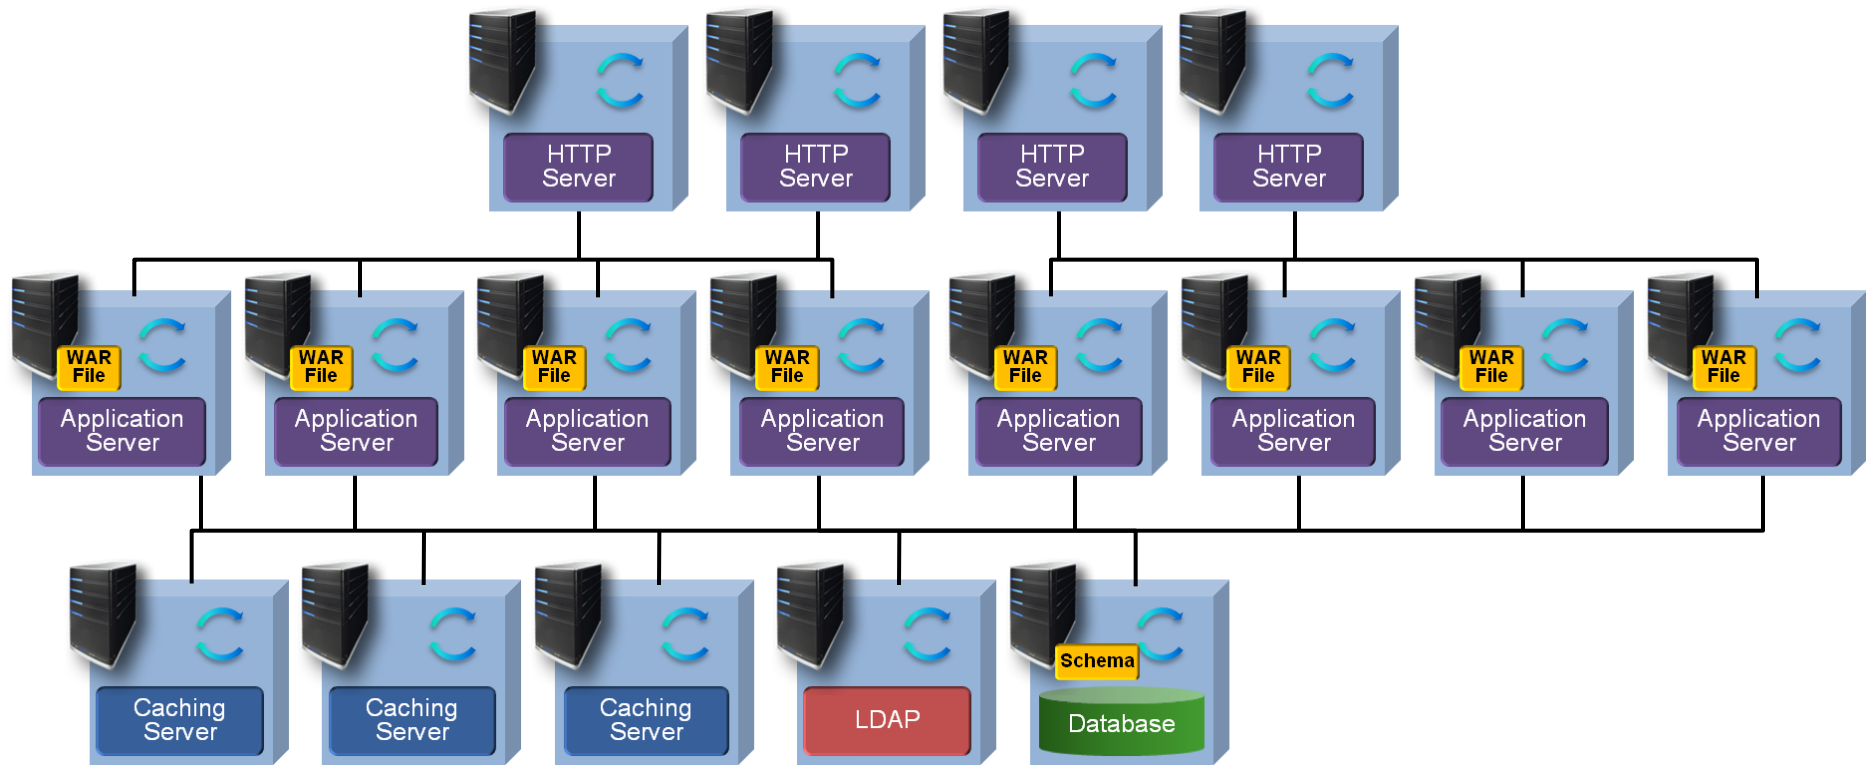 HTTP
Server
HTTP
Server
HTTP
Server
HTTP
Server
WAR
File
Application
Server
WAR
File
Application
Server
WAR
File
Application
Server
WAR
File
Application
Server
WAR
File
Application
Server
WAR
File
Application
Server
WAR
File
Application
Server
WAR
File
Application
Server
Caching
Server
Caching
Server
Caching
Server
LDAP
Schema
Database